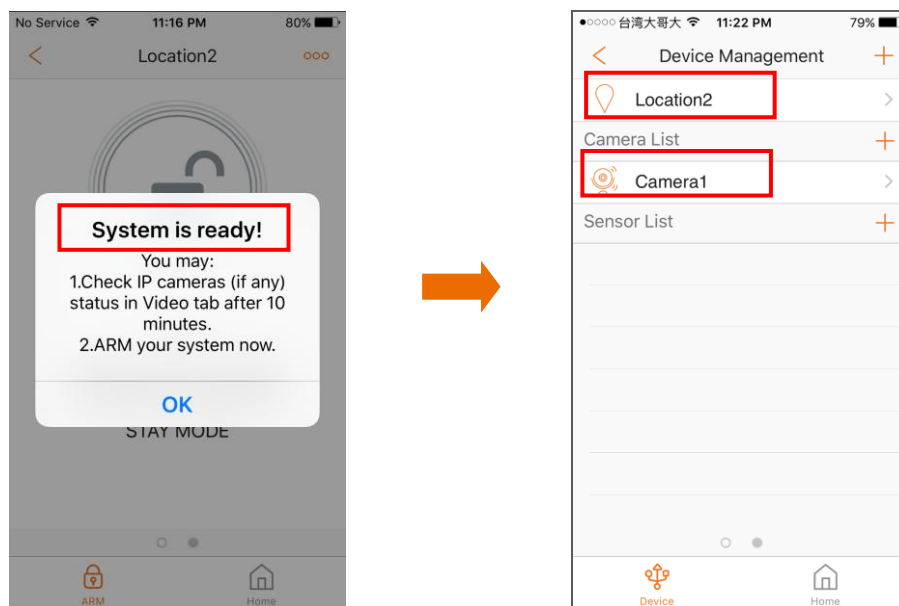 No Service 11:16 PM 80%
Location2
System is ready!
You may:
1.Check IP cameras (if any)
status in Video tab after 10
minutes.
2.ARM your system now.
OK
STAY MODE
ARM Home
台湾大哥大 11:22 PM 79%
Device Management
Location2
Camera List
Camera1
Sensor List
Device Home